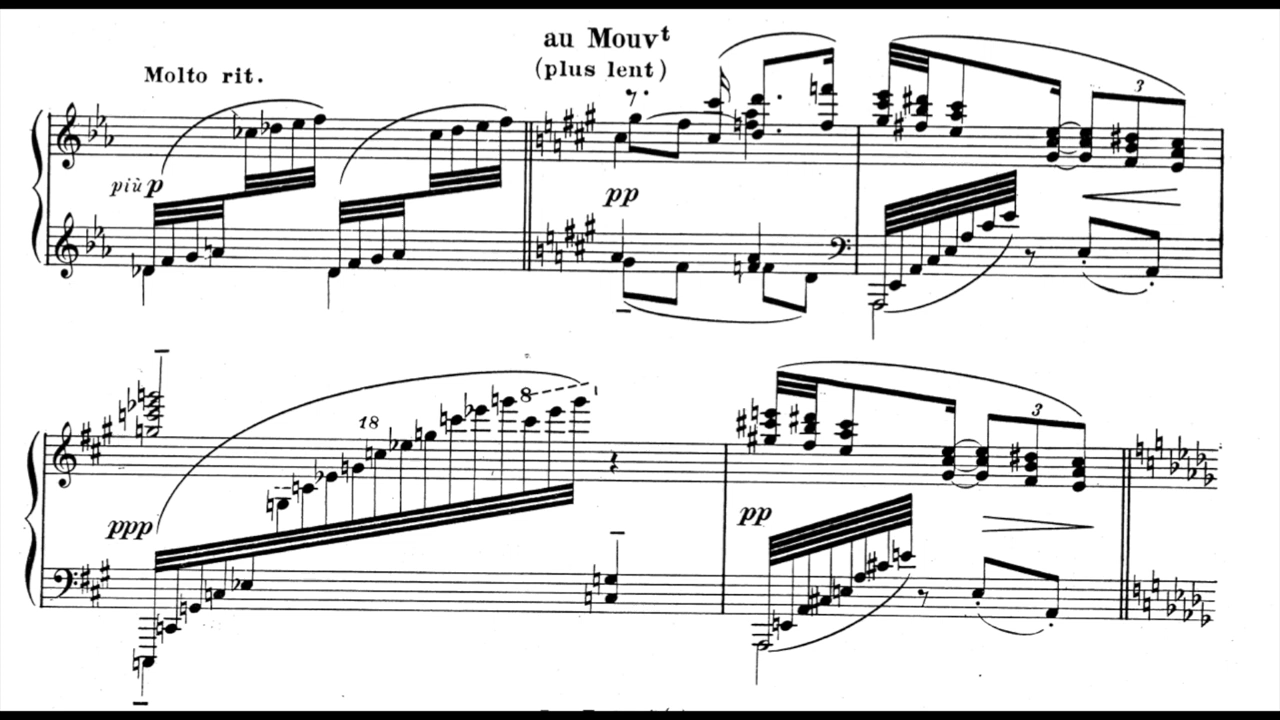 au Mouvt
Molto rit.
(plus lent)
più p
pp
3
18
8
3
ppp
pp